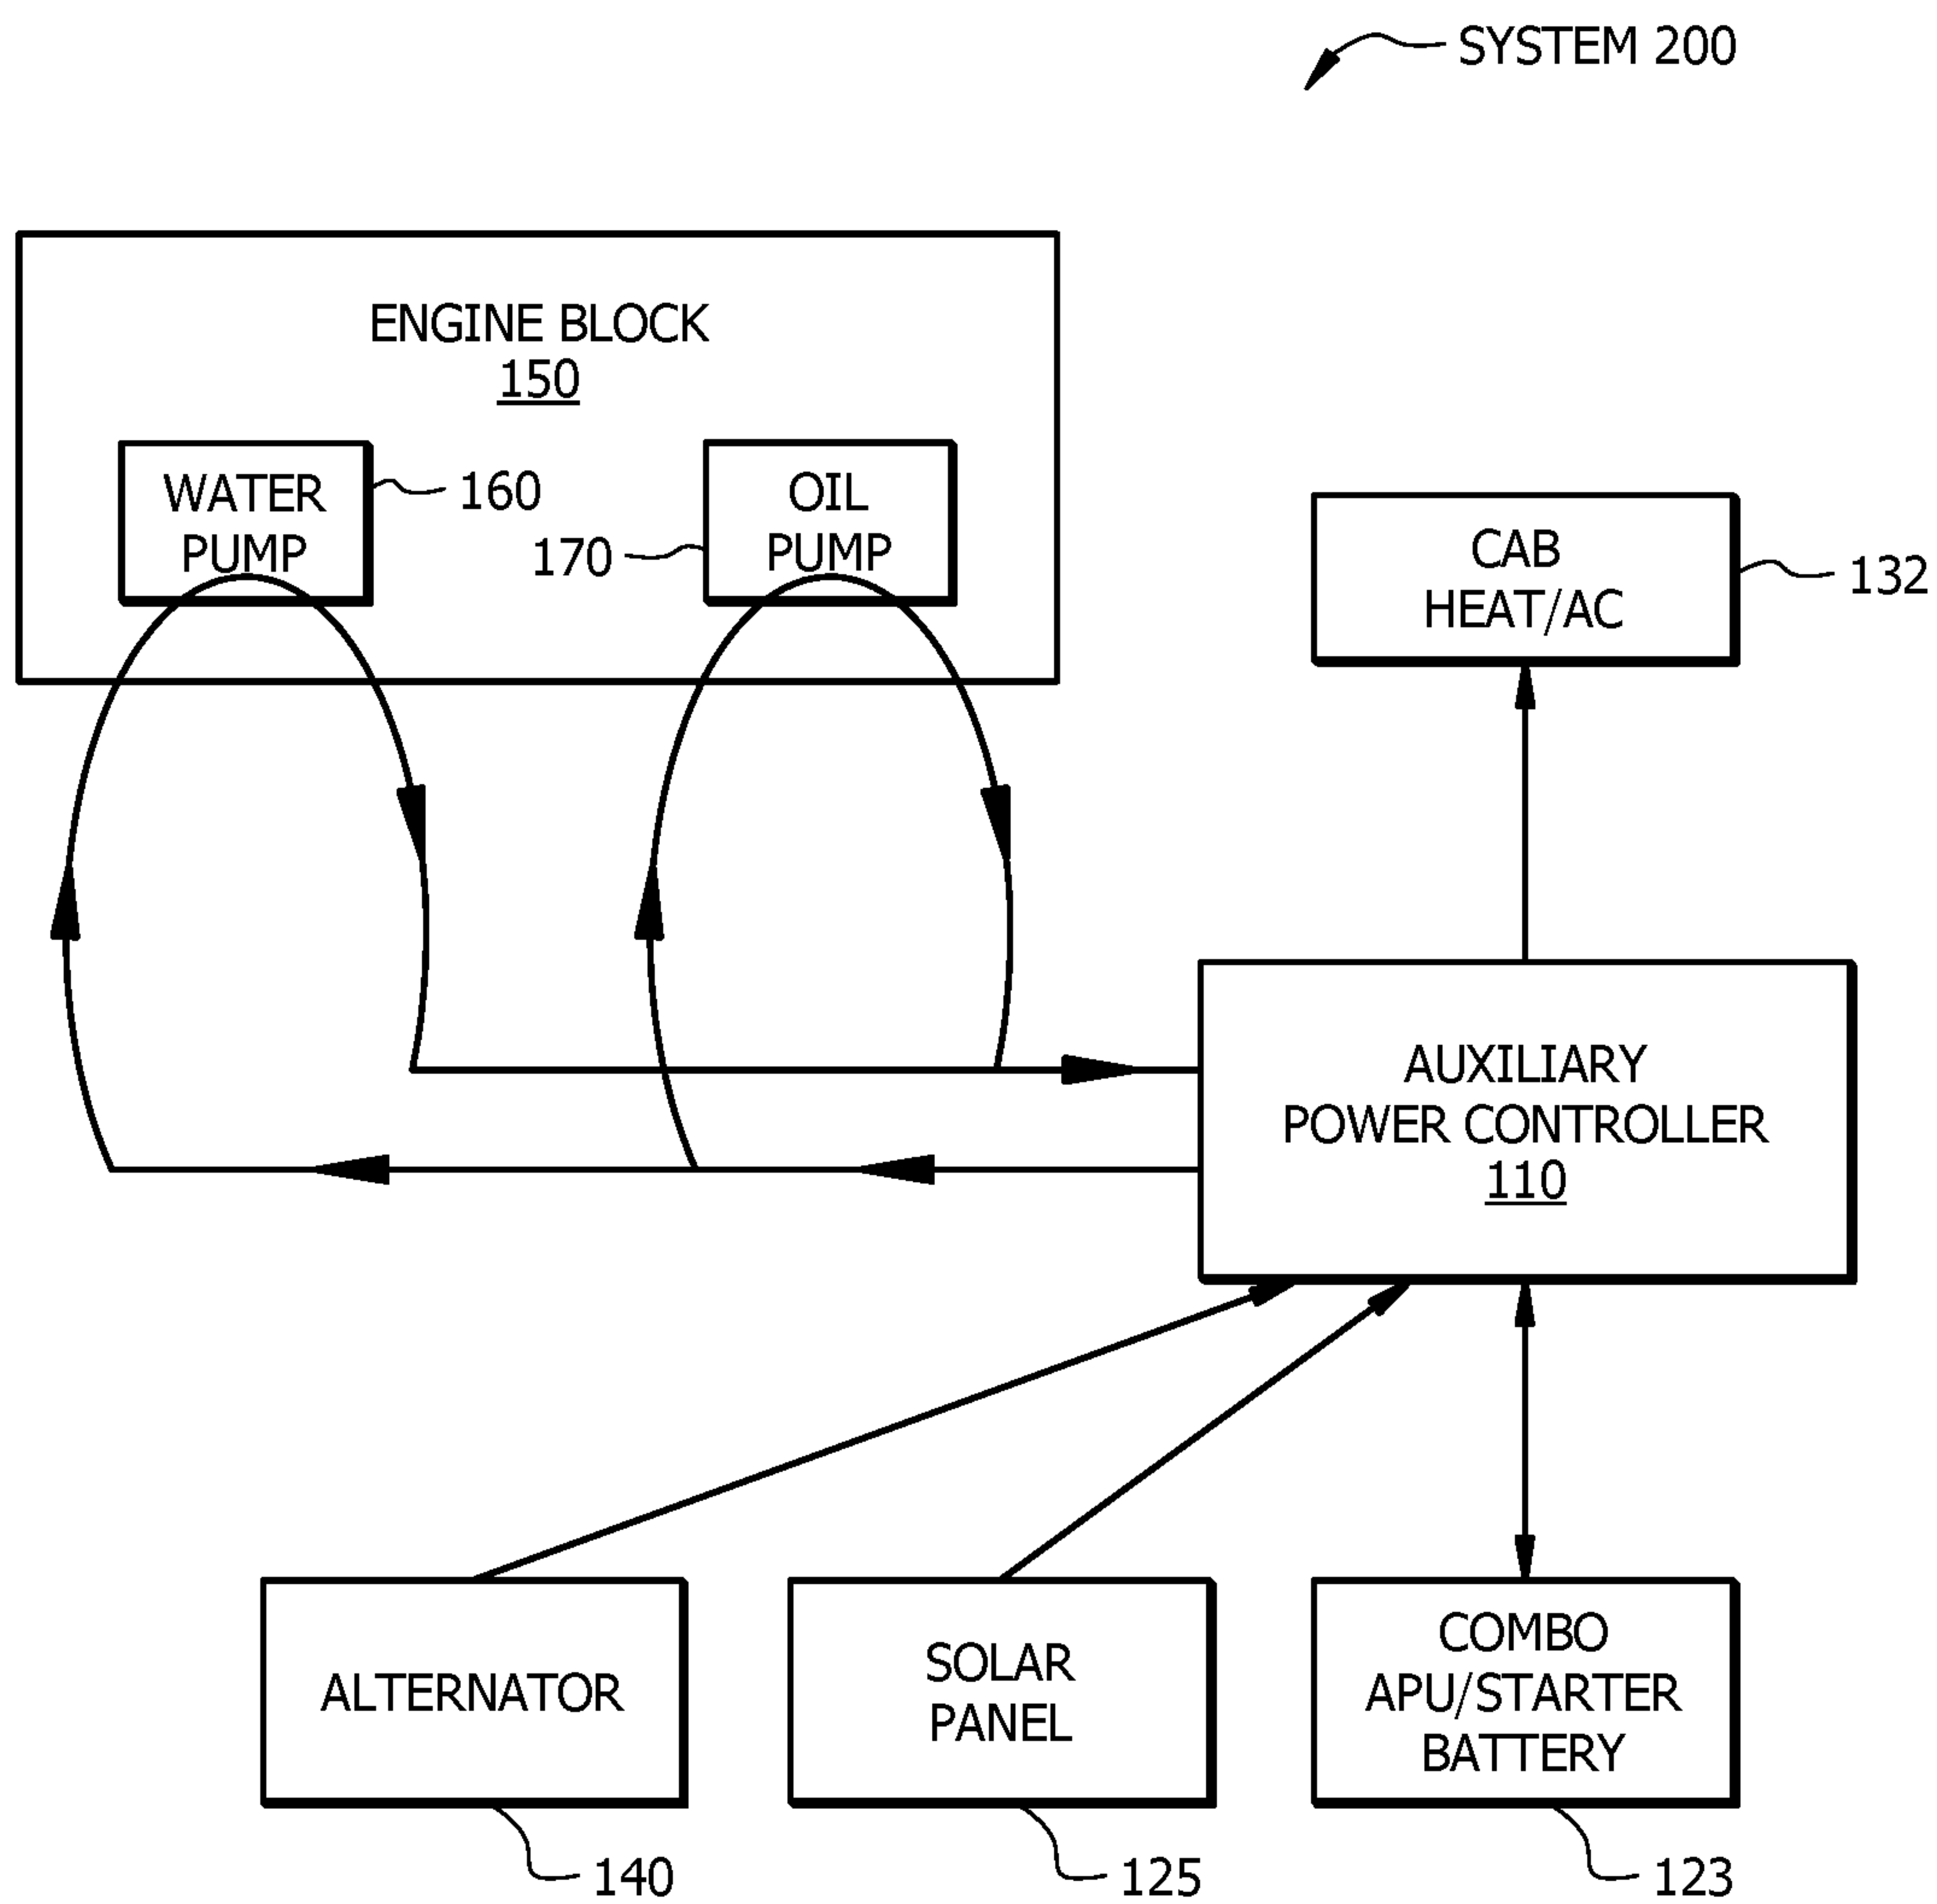 SYSTEM 200
ENGINE BLOCK
150
WATER
PUMP
160
OIL
PUMP
170
CAB
HEAT/AC
132
AUXILIARY
POWER CONTROLLER
110
ALTERNATOR
140
SOLAR
PANEL
125
COMBO
APU/STARTER
BATTERY
123